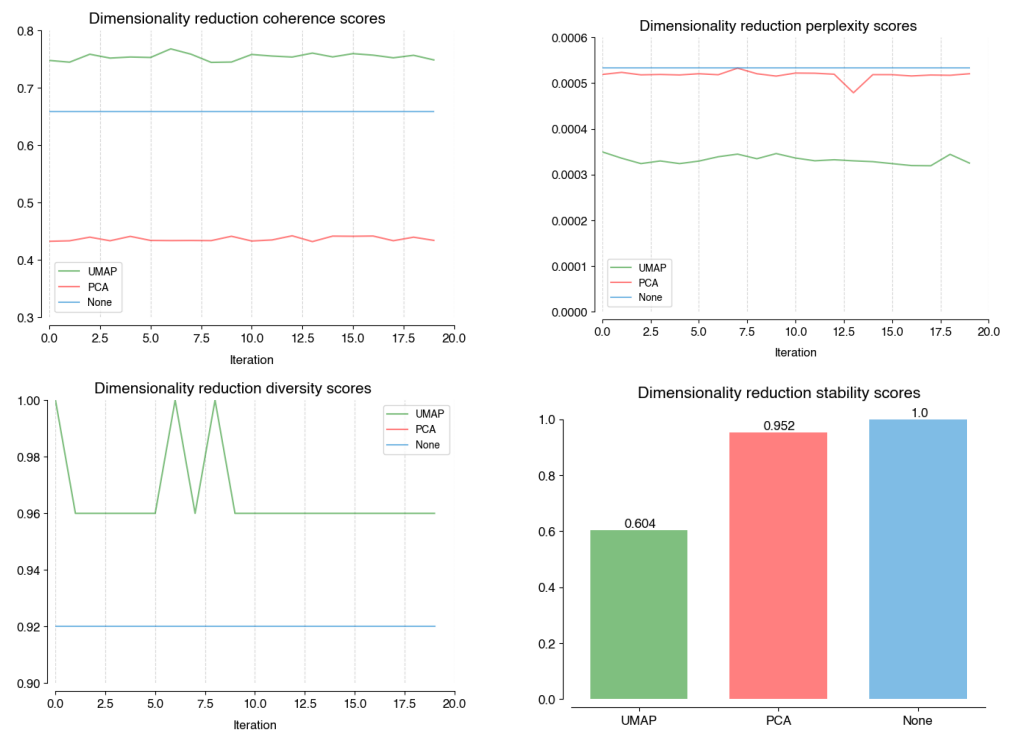 Dimensionality reduction coherence scores
0.8
0.7
0.6
0.5
0.4
0.3
UMAP
PCA
None
0.0 2.5 5.0 7.5 10.0 12.5 15.0 17.5 20.0
Iteration
Dimensionality reduction perplexity scores
0.0006
0.0005
0.0004
0.0003
0.0002
0.0001
0.0000
UMAP
PCA
None
0.0 2.5 5.0 7.5 10.0 12.5 15.0 17.5 20.0
Iteration
Dimensionality reduction diversity scores
1.00
0.98
0.96
0.94
0.92
0.90
UMAP
PCA
None
0.0 2.5 5.0 7.5 10.0 12.5 15.0 17.5 20.0
Iteration
Dimensionality reduction stability scores
1.0
0.8
0.6
0.4
0.2
0.0
0.604
0.952
1.0
UMAP PCA None